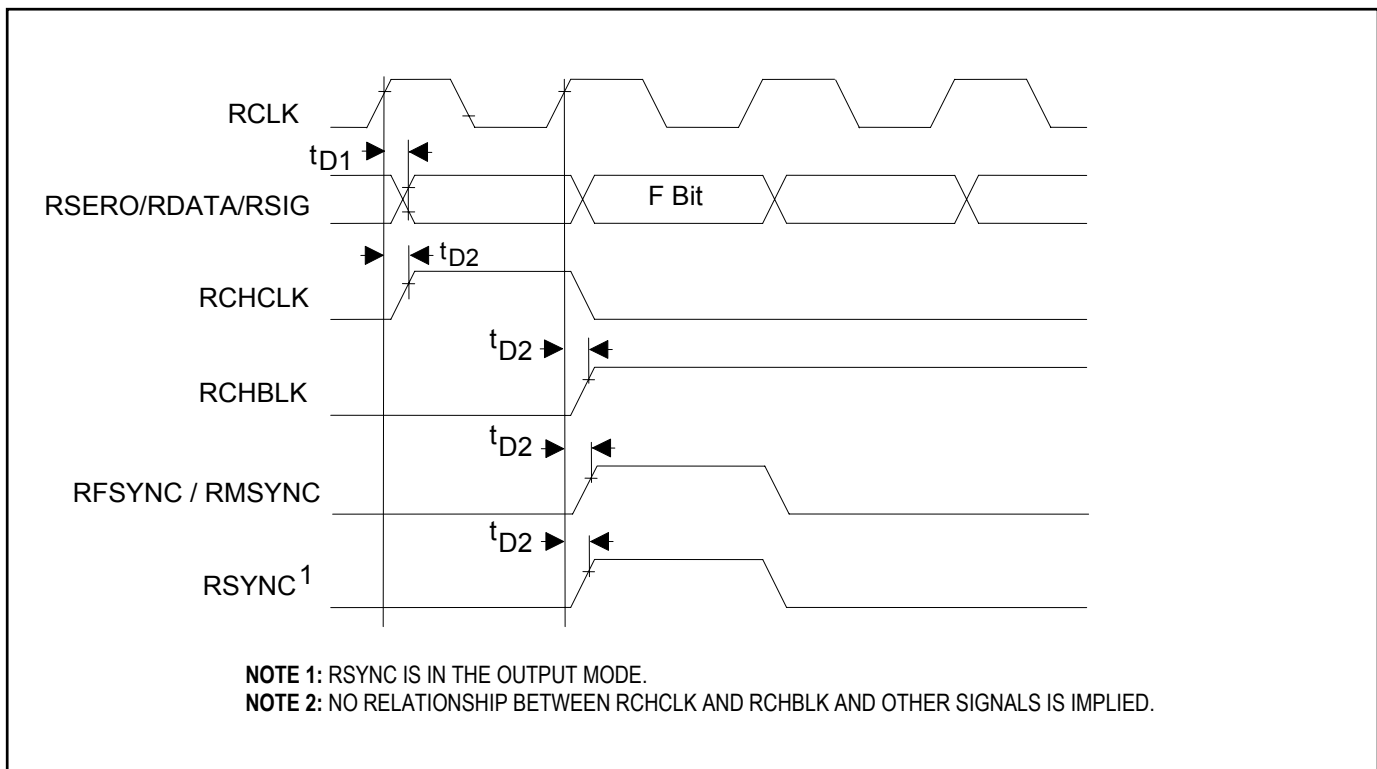 RCLK
tD1
RSERO/RDATA/RSIG
F Bit
tD2
RCHCLK
tD2
RCHBLK
tD2
RFSYNC / RMSYNC
tD2
RSYNC1
NOTE 1: RSYNC IS IN THE OUTPUT MODE.
NOTE 2: NO RELATIONSHIP BETWEEN RCHCLK AND RCHBLK AND OTHER SIGNALS IS IMPLIED.